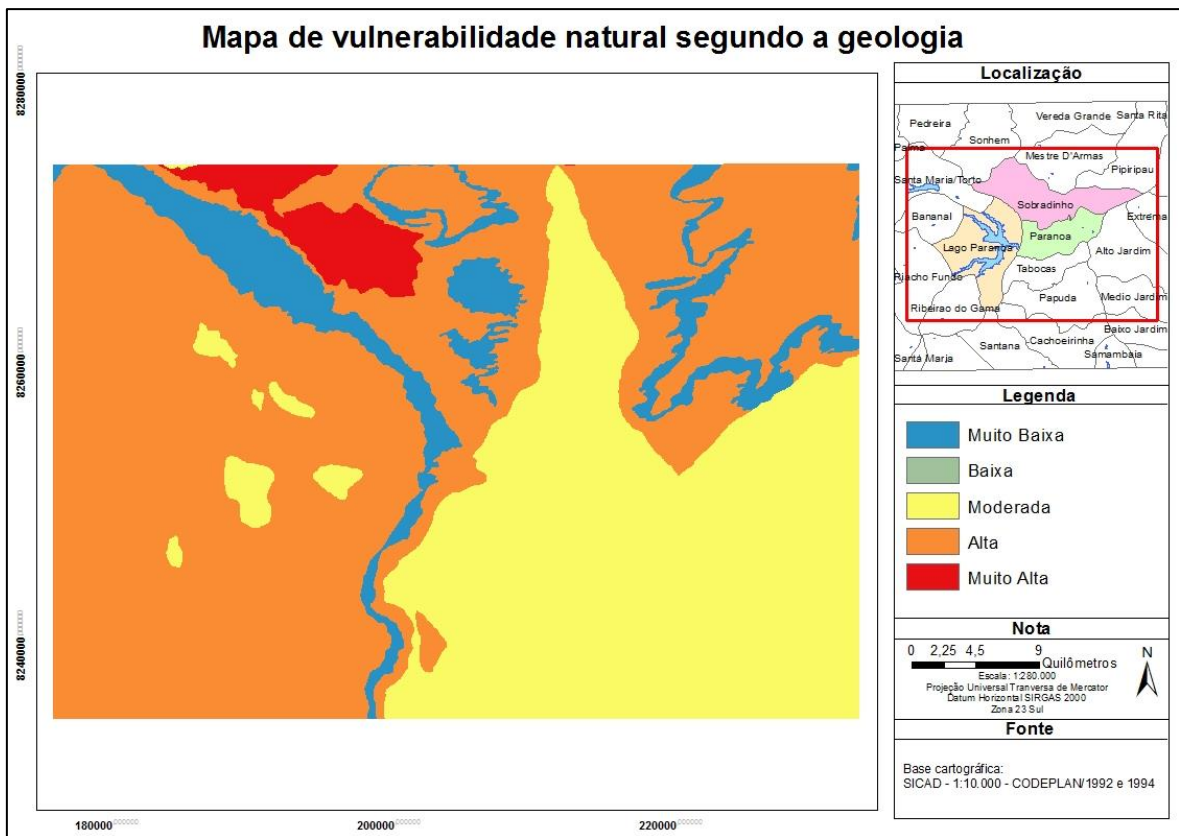 Mapa de vulnerabilidade natural segundo a geologia
8280000
8260000
8240000
180000
200000
220000
Localização
Pedreira
Sonhem
Vereda Grande
Santa Rita
Palma
Mestre D'Armas
Pipiripau
Santa Maria/Torto
Sobradinho
Bananal
Extrema
Paranoa
Lago Paranoa
Alto Jardim
Riacho Fundo
Tabocas
Papuda
Medio Jardim
Ribeirao do Gama
Baixo Jardim
Santana
Cachoeirinha
Santa Maria
Samambaia
Legenda
Muito Baixa
Baixa
Moderada
Alta
Muito Alta
Nota
0 2,25 4,5 9
Quilômetros
N
Escala: 1:280.000
Projeção Universal Tranversa de Mercator
Datum Horizontal SIRGAS 2000
Zona 23 Sul
Fonte
Base cartográfica:
SICAD - 1:10.000 - CODEPLAN/1992 e 1994